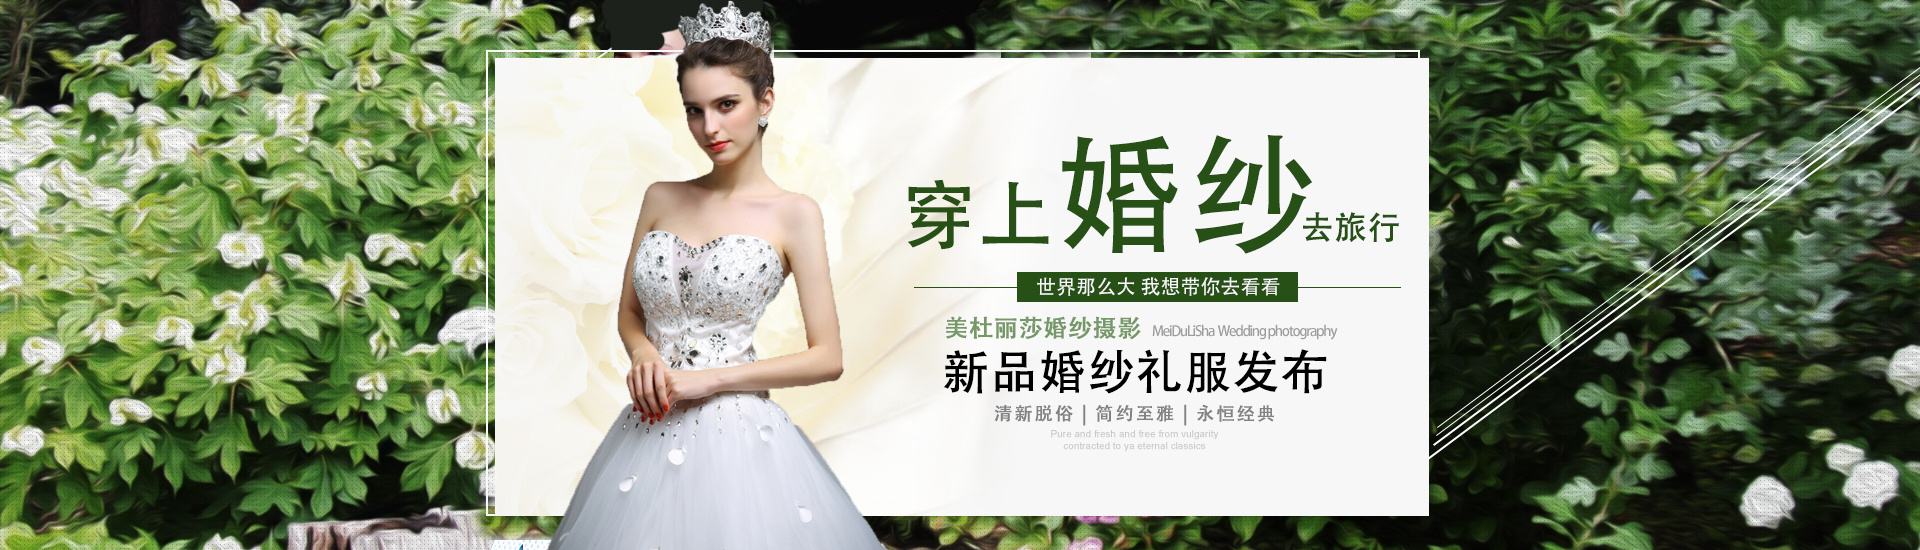 穿上婚纱去旅行
世界那么大 我想带你去看看
美杜丽莎婚纱摄影 MeiDuLiSha Wedding photography
新品婚纱礼服发布
清新脱俗 | 简约至雅 | 永恒经典
Pure and fresh and free from vulgarity
contracted to ya eternal classics